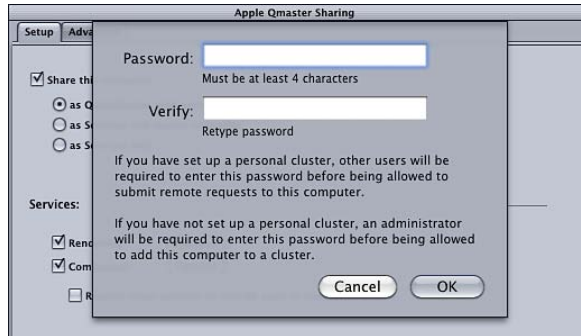 Apple Qmaster Sharing
Setup
Password:
Must be at least 4 characters
Share
Verify:
Retype password
If you have set up a personal cluster, other users will be
required to enter this password before being allowed to
submit remote requests to this computer.
Services:
If you have not set up a personal cluster, an administrator
will be required to enter this password before being allowed
to add this computer to a cluster.
Cancel
OK